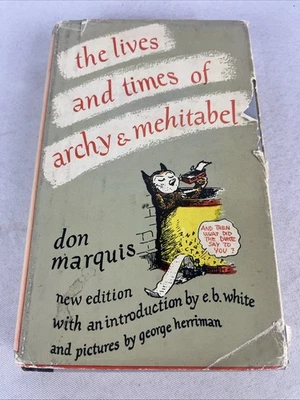 the lives
and times of
archy & mehitabel
don
marquis
AND THEN
WHAT DID
THE DUKE
SAY TO
YOU?
new edition
with an introduction by e.b. white
and pictures by george herriman